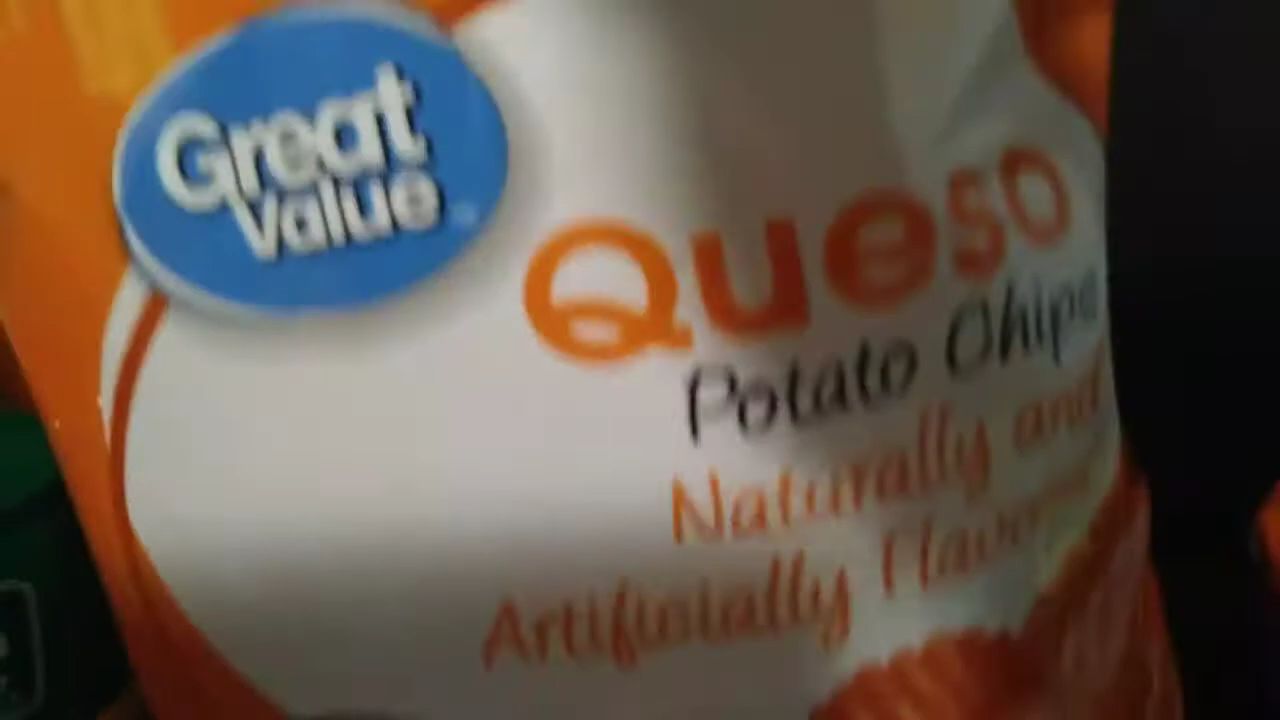 Great
Value
Queso
Potato Chips
Naturally and
Artificially Flavored